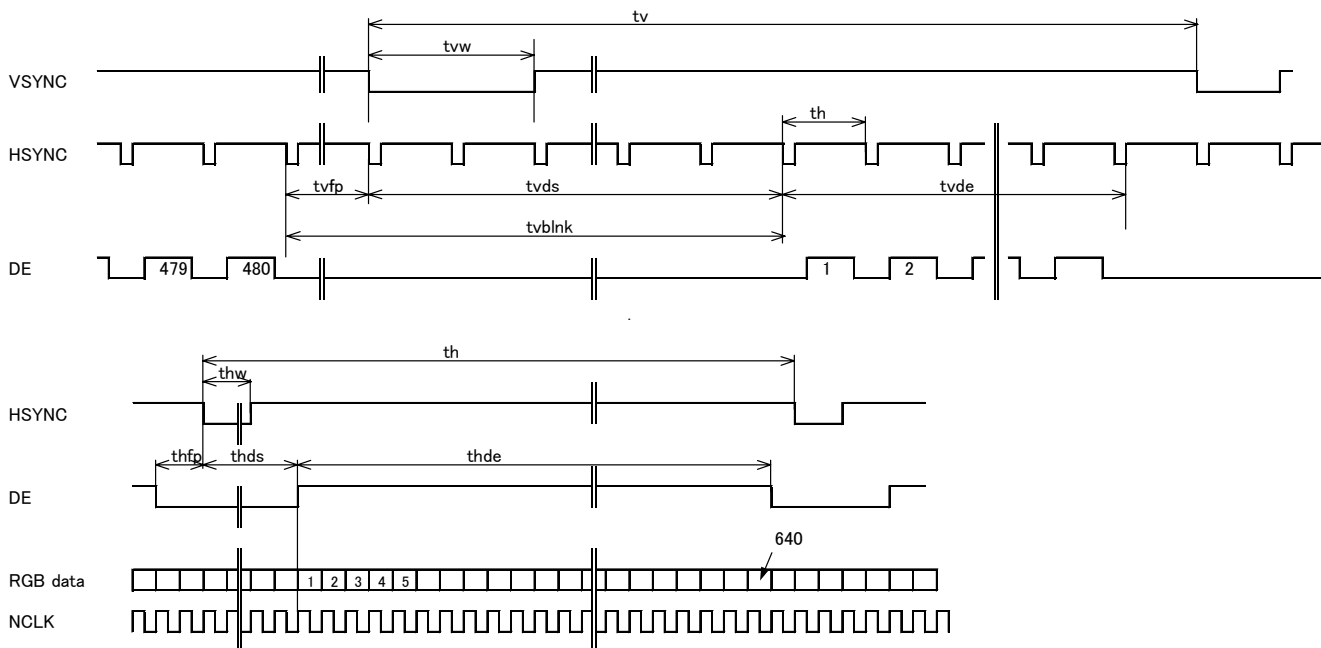 tv
tvw
VSYNC
th
HSYNC
tvfp tvds tvde
tvblnk
DE 479 480 1 2
th
thw
HSYNC
thfp thds thde
DE
640
RGB data 1 2 3 4 5
NCLK